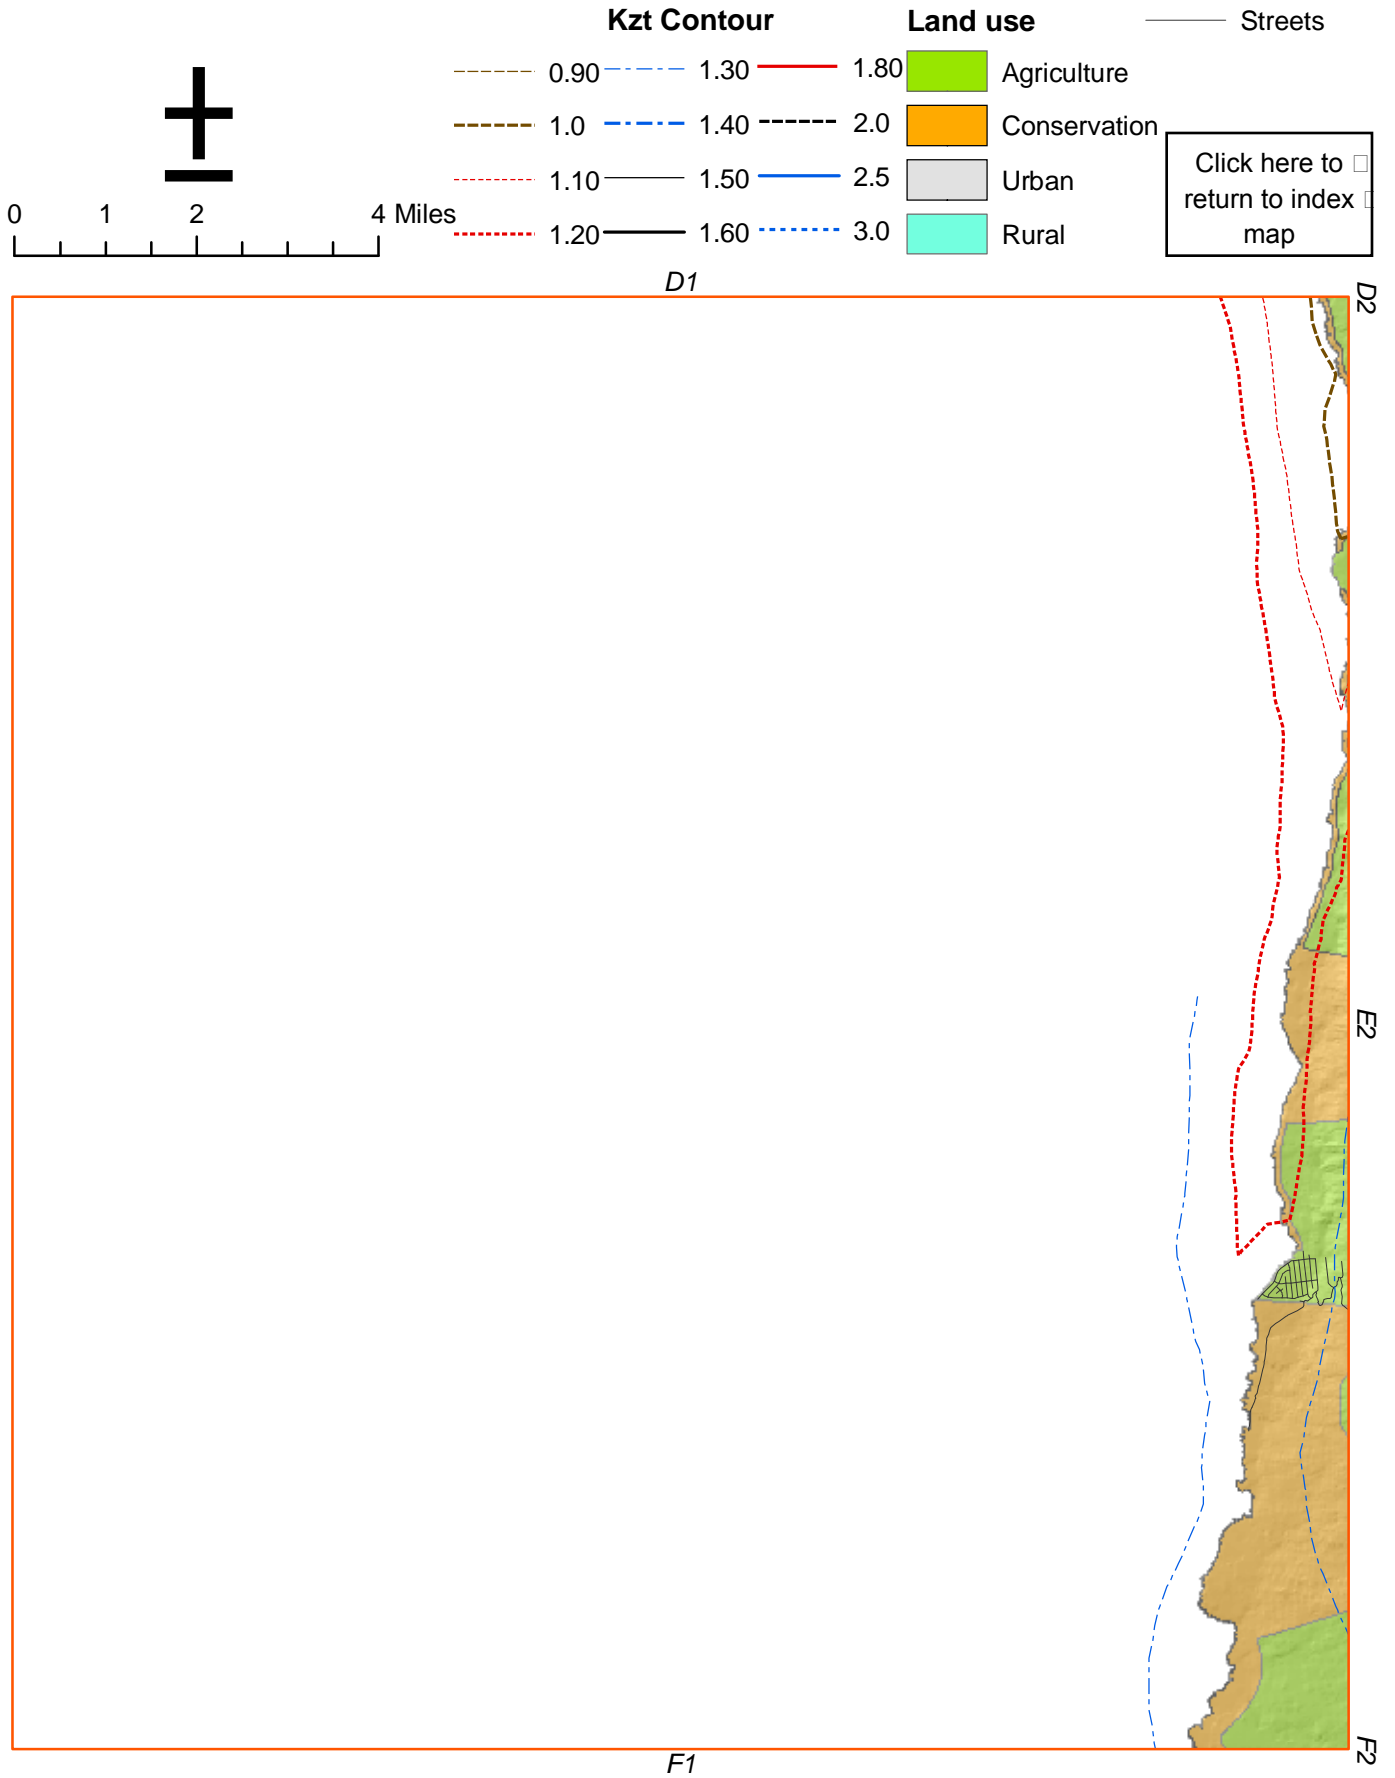 Kzt Contour
Land use
Streets
0.90
1.30
1.80
Agriculture
1.0
1.40
2.0
Conservation
1.10
1.50
2.5
Urban
1.20
1.60
3.0
Rural
Click here to
return to index
map
0 1 2 4 Miles
D1
D2
E2
F1
F2